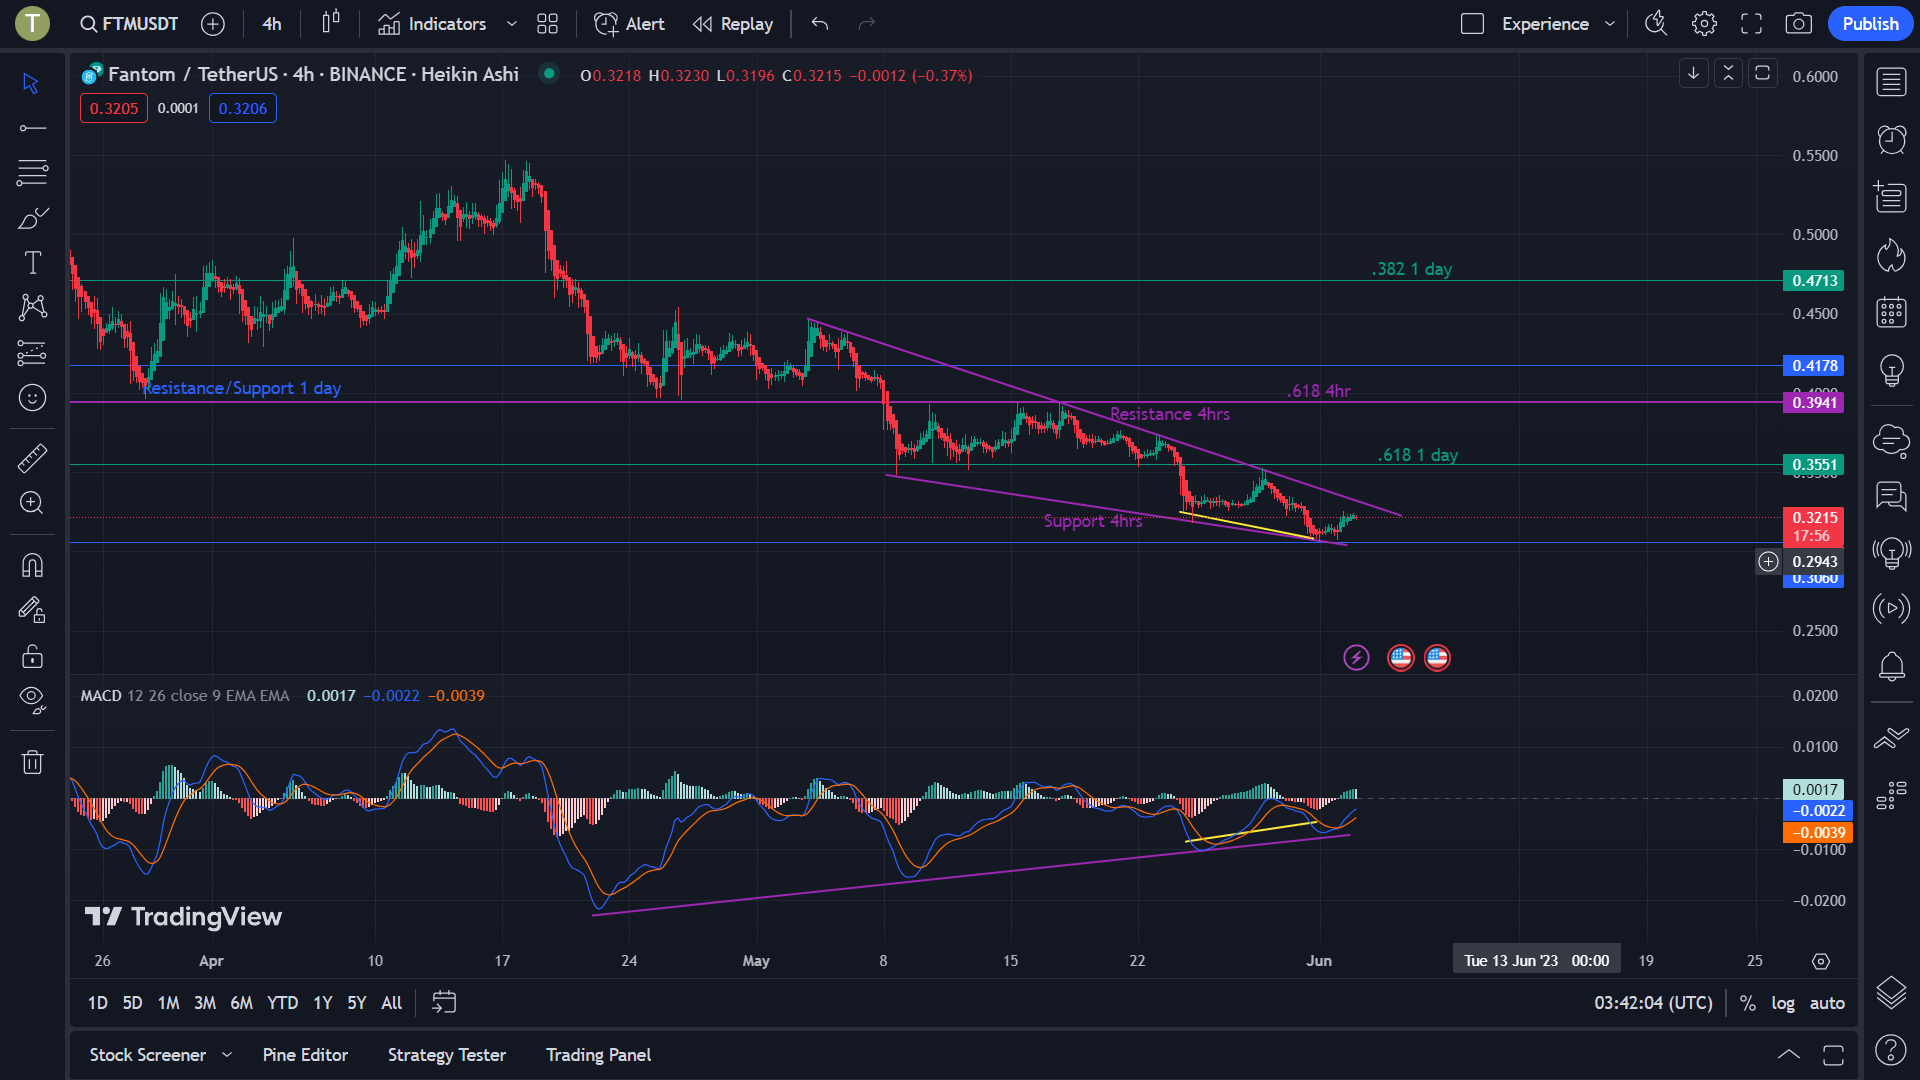 T
FTMUSDT
4h
Indicators
Alert
Replay
Experience
Publish
Fantom / TetherUS · 4h · BINANCE · Heikin Ashi
O0.3218 H0.3230 L0.3196 C0.3215 −0.0012 (−0.37%)
0.3205
0.0001
0.3206
0.6000
0.5500
0.5000
.382 1 day
0.4713
0.4500
0.4178
Resistance/Support 1 day
.618 4hr
0.3941
Resistance 4hrs
.618 1 day
0.3551
Support 4hrs
0.3215
17:56
0.2943
0.3060
0.2500
MACD 12 26 close 9 EMA EMA 0.0017 −0.0022 −0.0039
0.0200
0.0100
0.0017
−0.0022
−0.0039
−0.0100
−0.0200
TradingView
26
Apr
10
17
24
May
8
15
22
Jun
Tue 13 Jun '23 00:00
19
25
1D 5D 1M 3M 6M YTD 1Y 5Y All
03:42:04 (UTC)
% log auto
Stock Screener
Pine Editor
Strategy Tester
Trading Panel